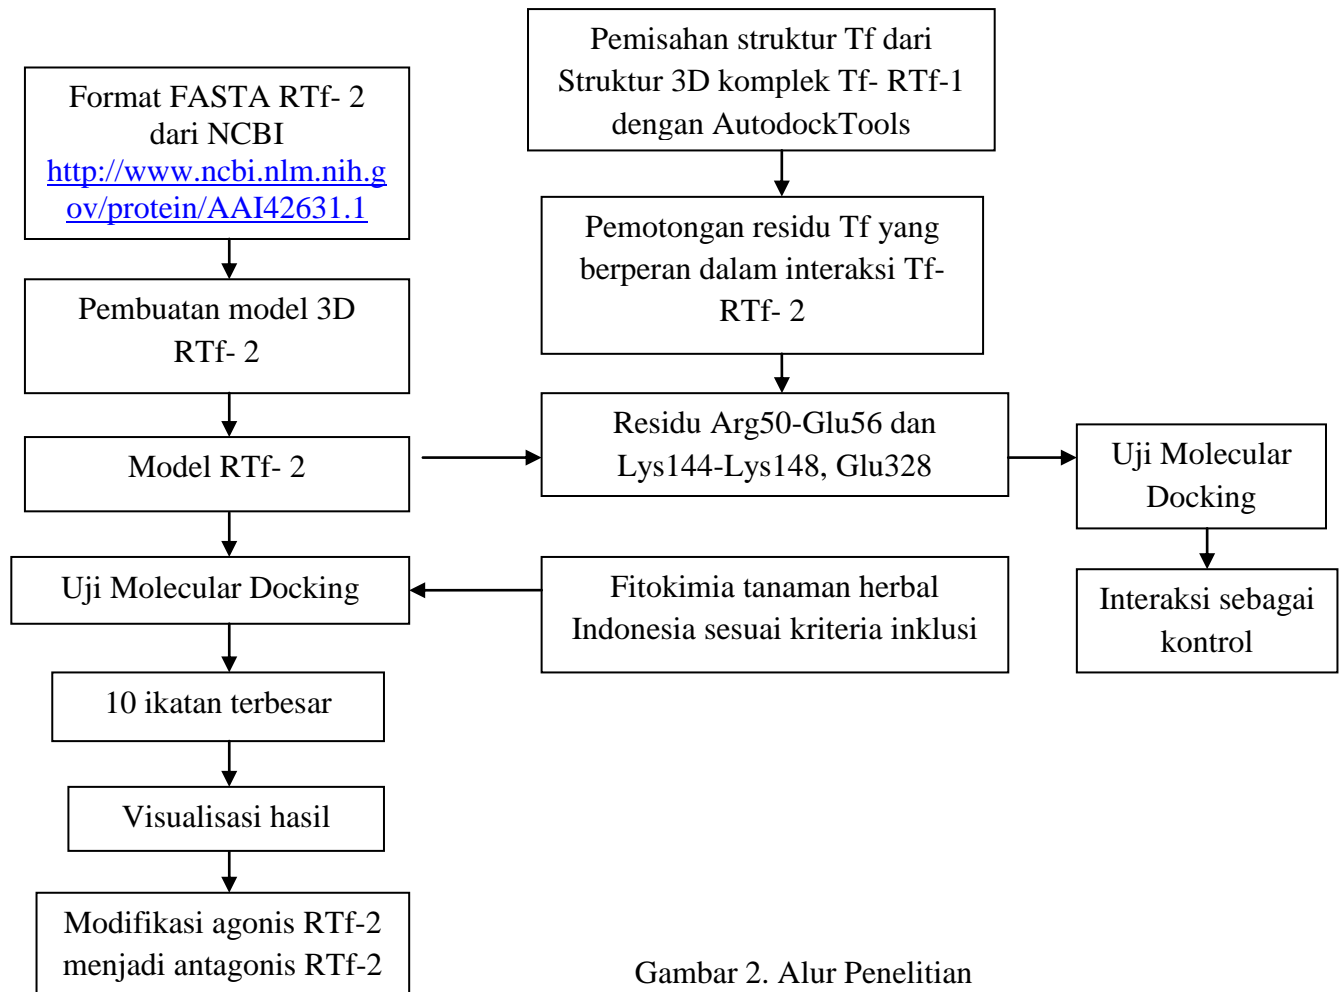 Format FASTA RTf- 2
dari NCBI
http://www.ncbi.nlm.nih.g
ov/protein/AAI42631.1
Pembuatan model 3D
RTf- 2
Model RTf- 2
Uji Molecular Docking
10 ikatan terbesar
Visualisasi hasil
Modifikasi agonis RTf-2
menjadi antagonis RTf-2
Pemisahan struktur Tf dari
Struktur 3D komplek Tf- RTf-1
dengan AutodockTools
Pemotongan residu Tf yang
berperan dalam interaksi Tf-
RTf- 2
Residu Arg50-Glu56 dan
Lys144-Lys148, Glu328
Fitokimia tanaman herbal
Indonesia sesuai kriteria inklusi
Uji Molecular
Docking
Interaksi sebagai
kontrol
Gambar 2. Alur Penelitian